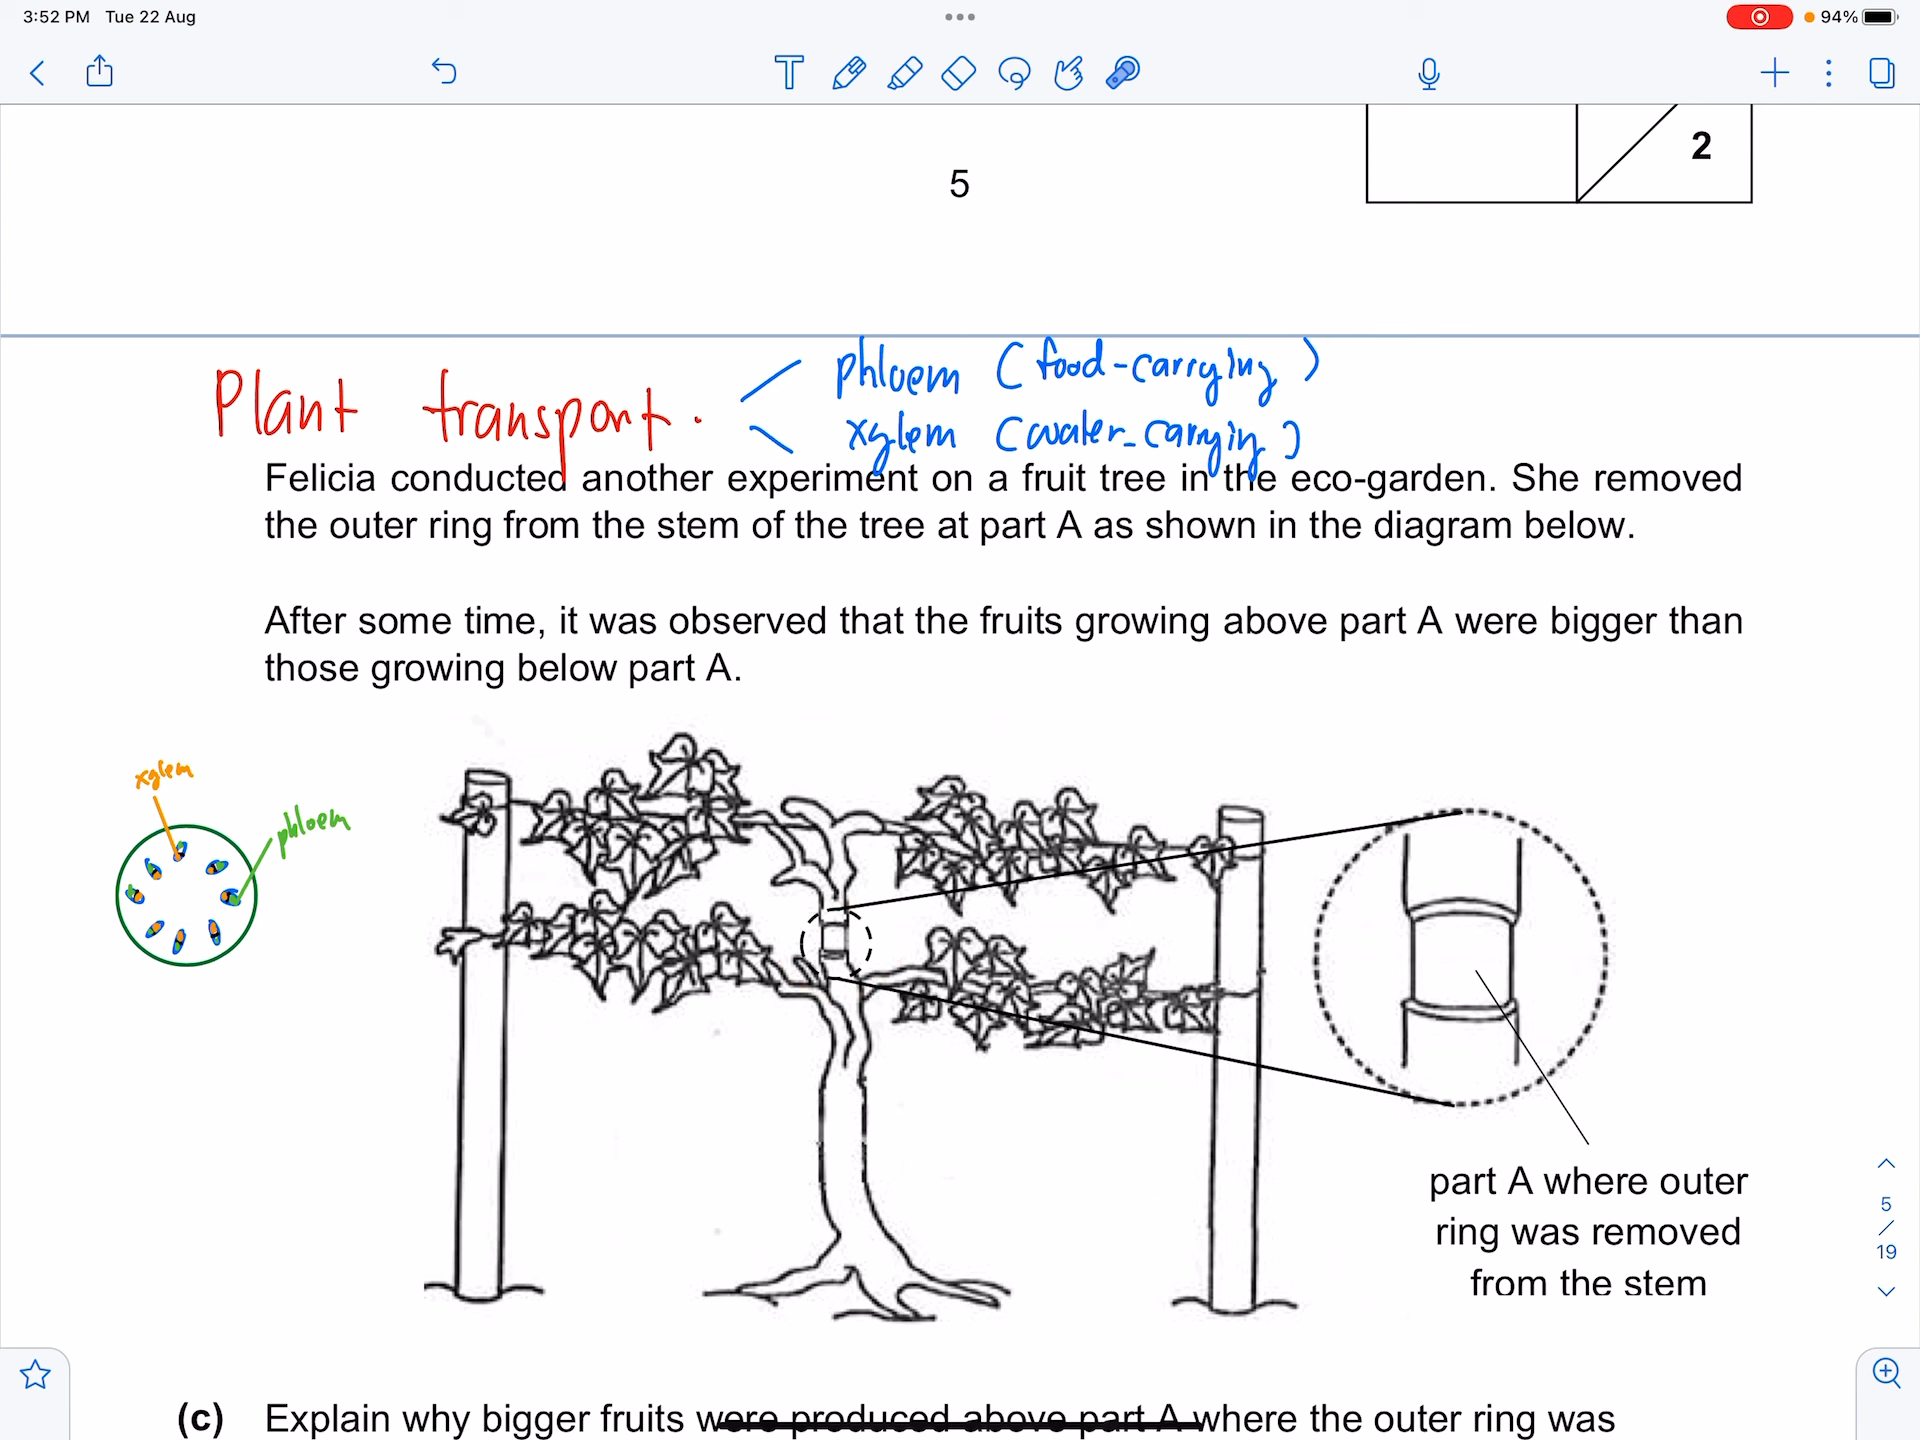 3:52 PM Tue 22 Aug
94%
2
5
Plant transport.
phloem (food-carrying)
xylem (water-carrying)
Felicia conducted another experiment on a fruit tree in the eco-garden. She removed
the outer ring from the stem of the tree at part A as shown in the diagram below.
After some time, it was observed that the fruits growing above part A were bigger than
those growing below part A.
xylem
phloem
part A where outer
ring was removed
from the stem
5
/
19
(c) Explain why bigger fruits were produced above part A where the outer ring was